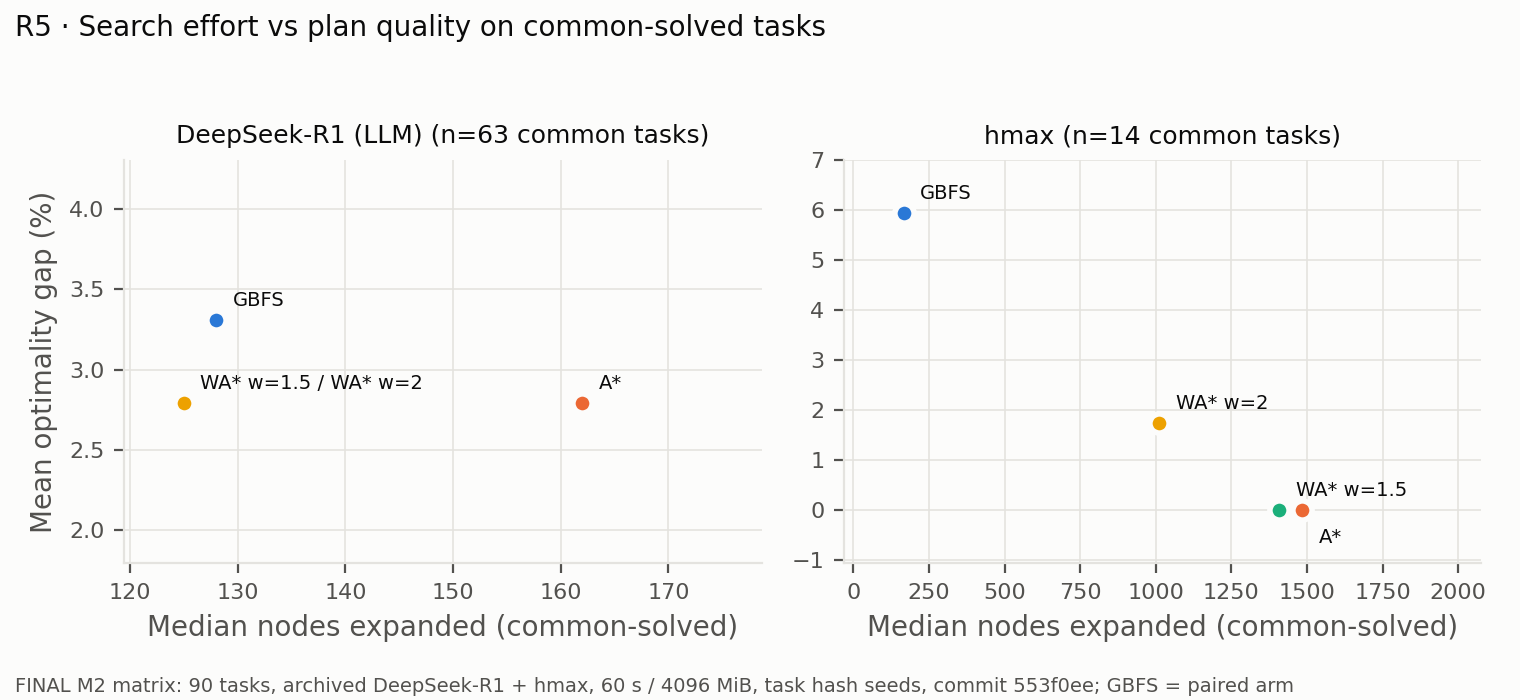 R5 · Search effort vs plan quality on common-solved tasks
DeepSeek-R1 (LLM) (n=63 common tasks)
Mean optimality gap (%)
4.0
3.5
3.0
2.5
2.0
GBFS
WA* w=1.5 / WA* w=2
A*
120 130 140 150 160 170
Median nodes expanded (common-solved)
hmax (n=14 common tasks)
7
6
5
4
3
2
1
0
−1
GBFS
WA* w=2
WA* w=1.5
A*
0 250 500 750 1000 1250 1500 1750 2000
Median nodes expanded (common-solved)
FINAL M2 matrix: 90 tasks, archived DeepSeek-R1 + hmax, 60 s / 4096 MiB, task hash seeds, commit 553f0ee; GBFS = paired arm